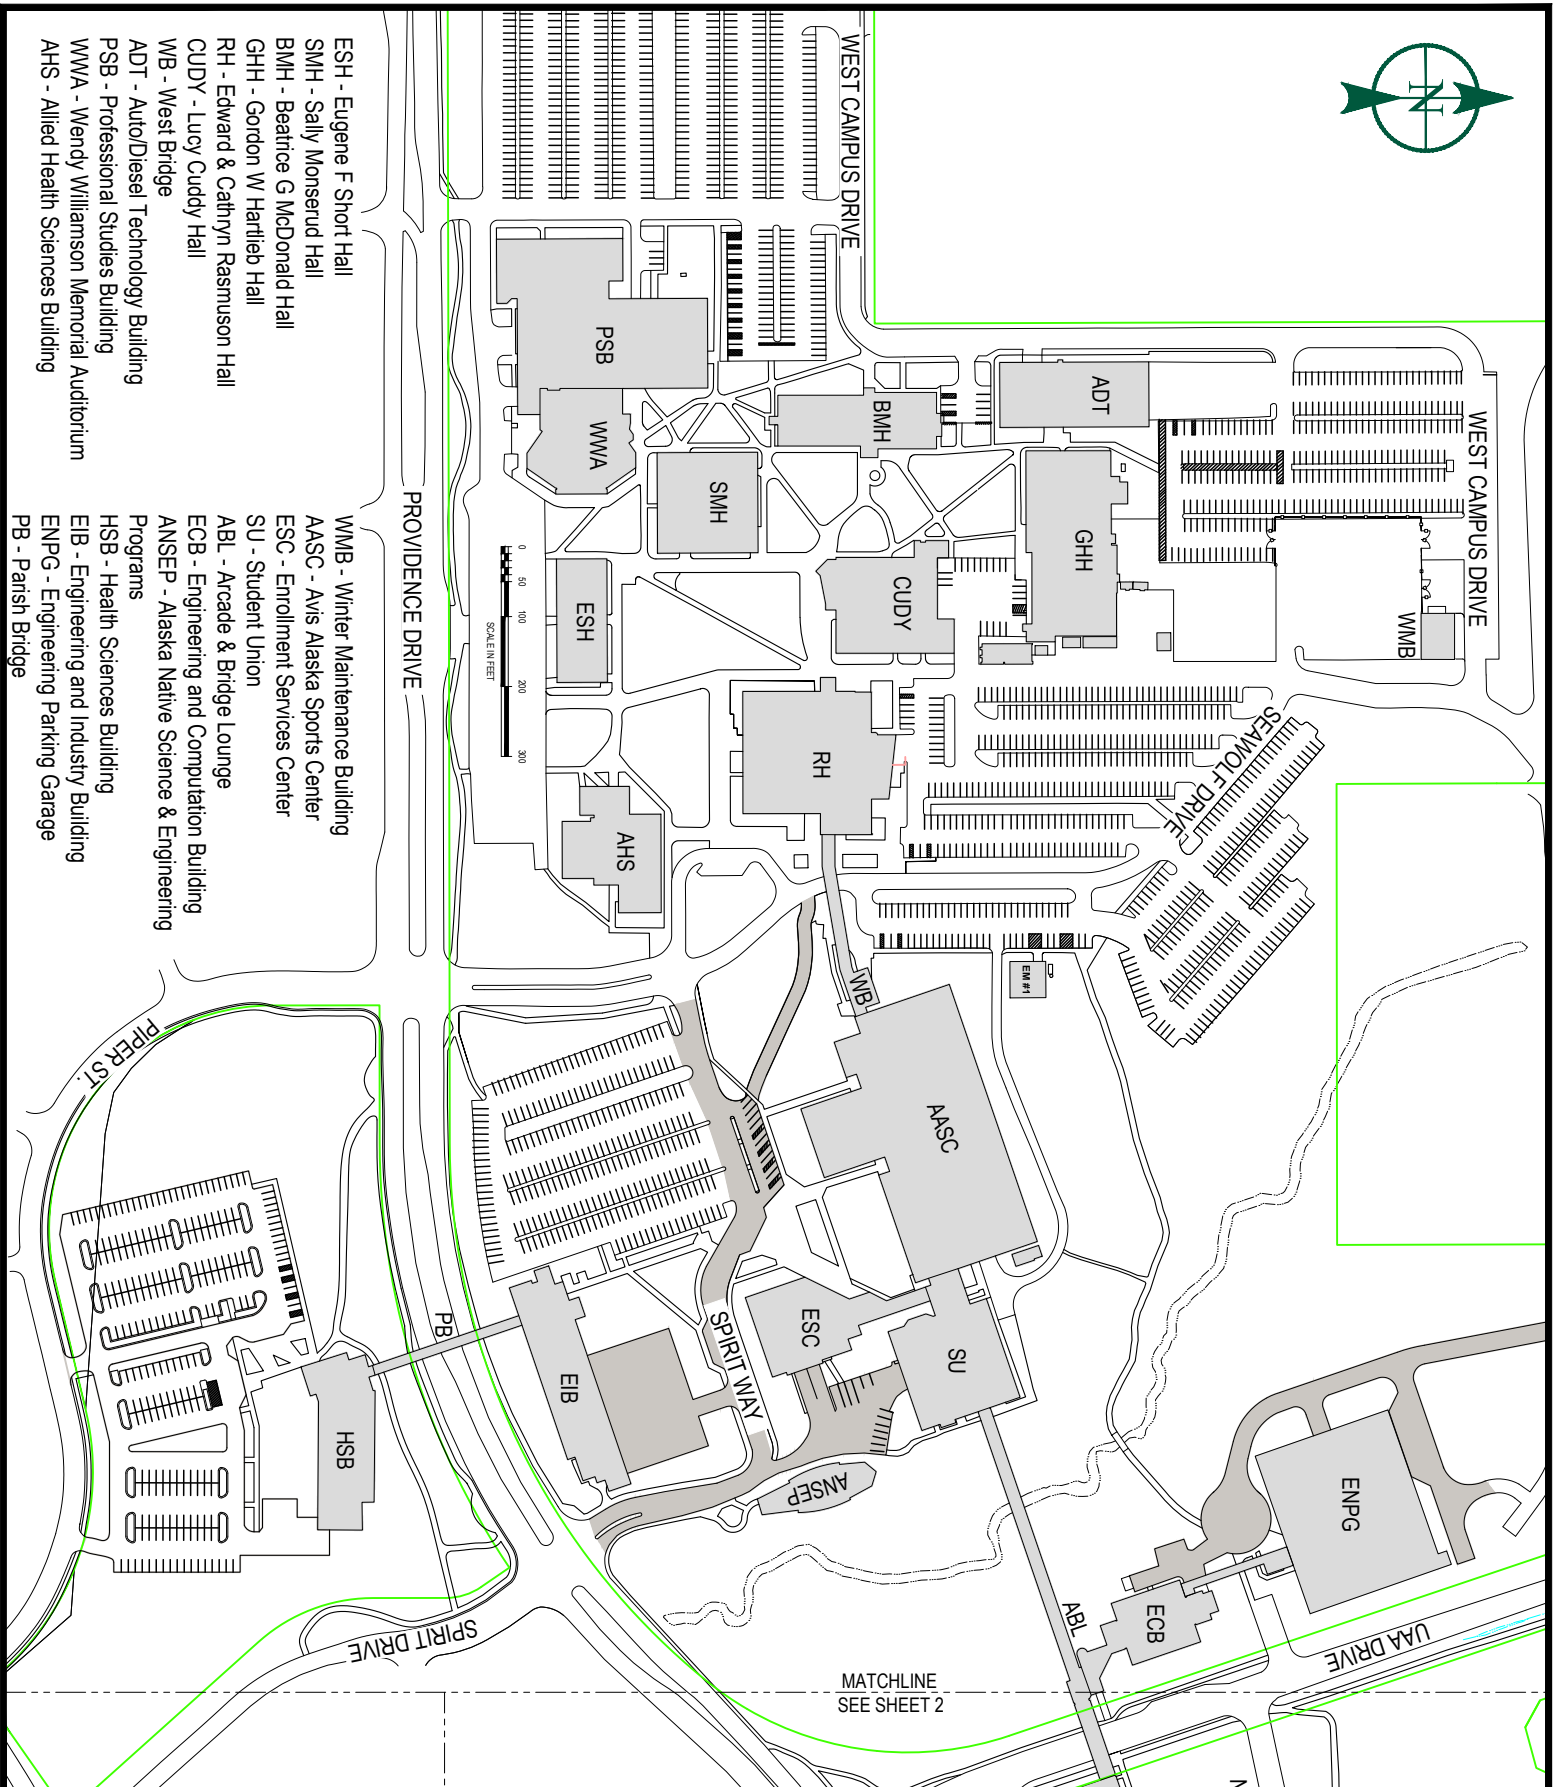 N
WEST CAMPUS DRIVE
WEST CAMPUS DRIVE
WMB
SEAWOLF DRIVE
ADT
GHH
BMH
CUDY
PSB
WWA
SMH
ESH
RH
AHS
WB
EM #1
AASC
ENPG
ECB
UAA DRIVE
SU
ABL
ESC
ANSEP
SPIRIT WAY
EIB
PB
HSB
PROVIDENCE DRIVE
PIPER ST.
SPIRIT DRIVE
0 50 100 200 300
SCALE IN FEET
MATCHLINE
SEE SHEET 2
N
ESH - Eugene F Short Hall
SMH - Sally Monserud Hall
BMH - Beatrice G McDonald Hall
GHH - Gordon W Hartlieb Hall
RH - Edward & Cathryn Rasmuson Hall
CUDY - Lucy Cuddy Hall
WB - West Bridge
ADT - Auto/Diesel Technology Building
PSB - Professional Studies Building
WWA - Wendy Williamson Memorial Auditorium
AHS - Allied Health Sciences Building
WMB - Winter Maintenance Building
AASC - Avis Alaska Sports Center
ESC - Enrollment Services Center
SU - Student Union
ABL - Arcade & Bridge Lounge
ECB - Engineering and Computation Building
ANSEP - Alaska Native Science & Engineering
Programs
HSB - Health Sciences Building
EIB - Engineering and Industry Building
ENPG - Engineering Parking Garage
PB - Parish Bridge